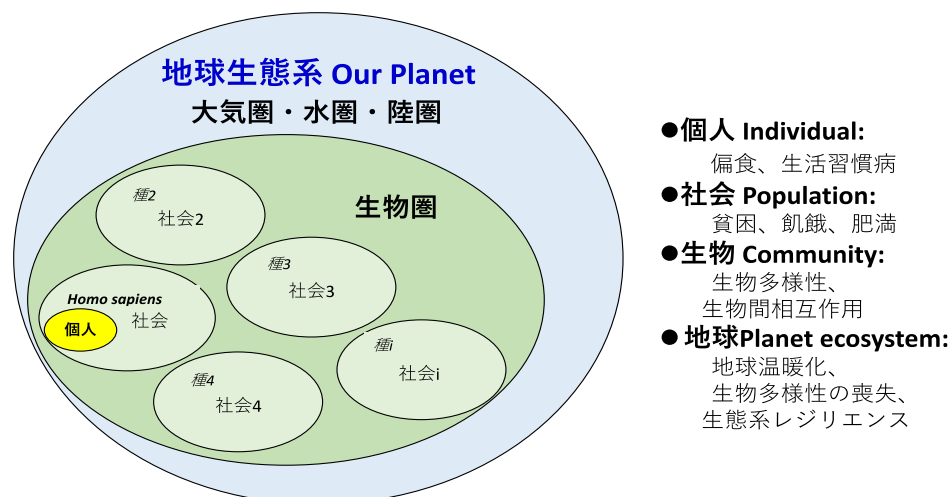 地球生態系 Our Planet
大気圏・水圏・陸圏
生物圏
種2
社会2
種3
社会3
Homo sapiens
社会
個人
種i
社会i
種4
社会4
●個人 Individual:
偏食、生活習慣病
●社会 Population:
貧困、飢餓、肥満
●生物 Community:
生物多様性、
生物間相互作用
● 地球Planet ecosystem:
地球温暖化、
生物多様性の喪失、
生態系レジリエンス